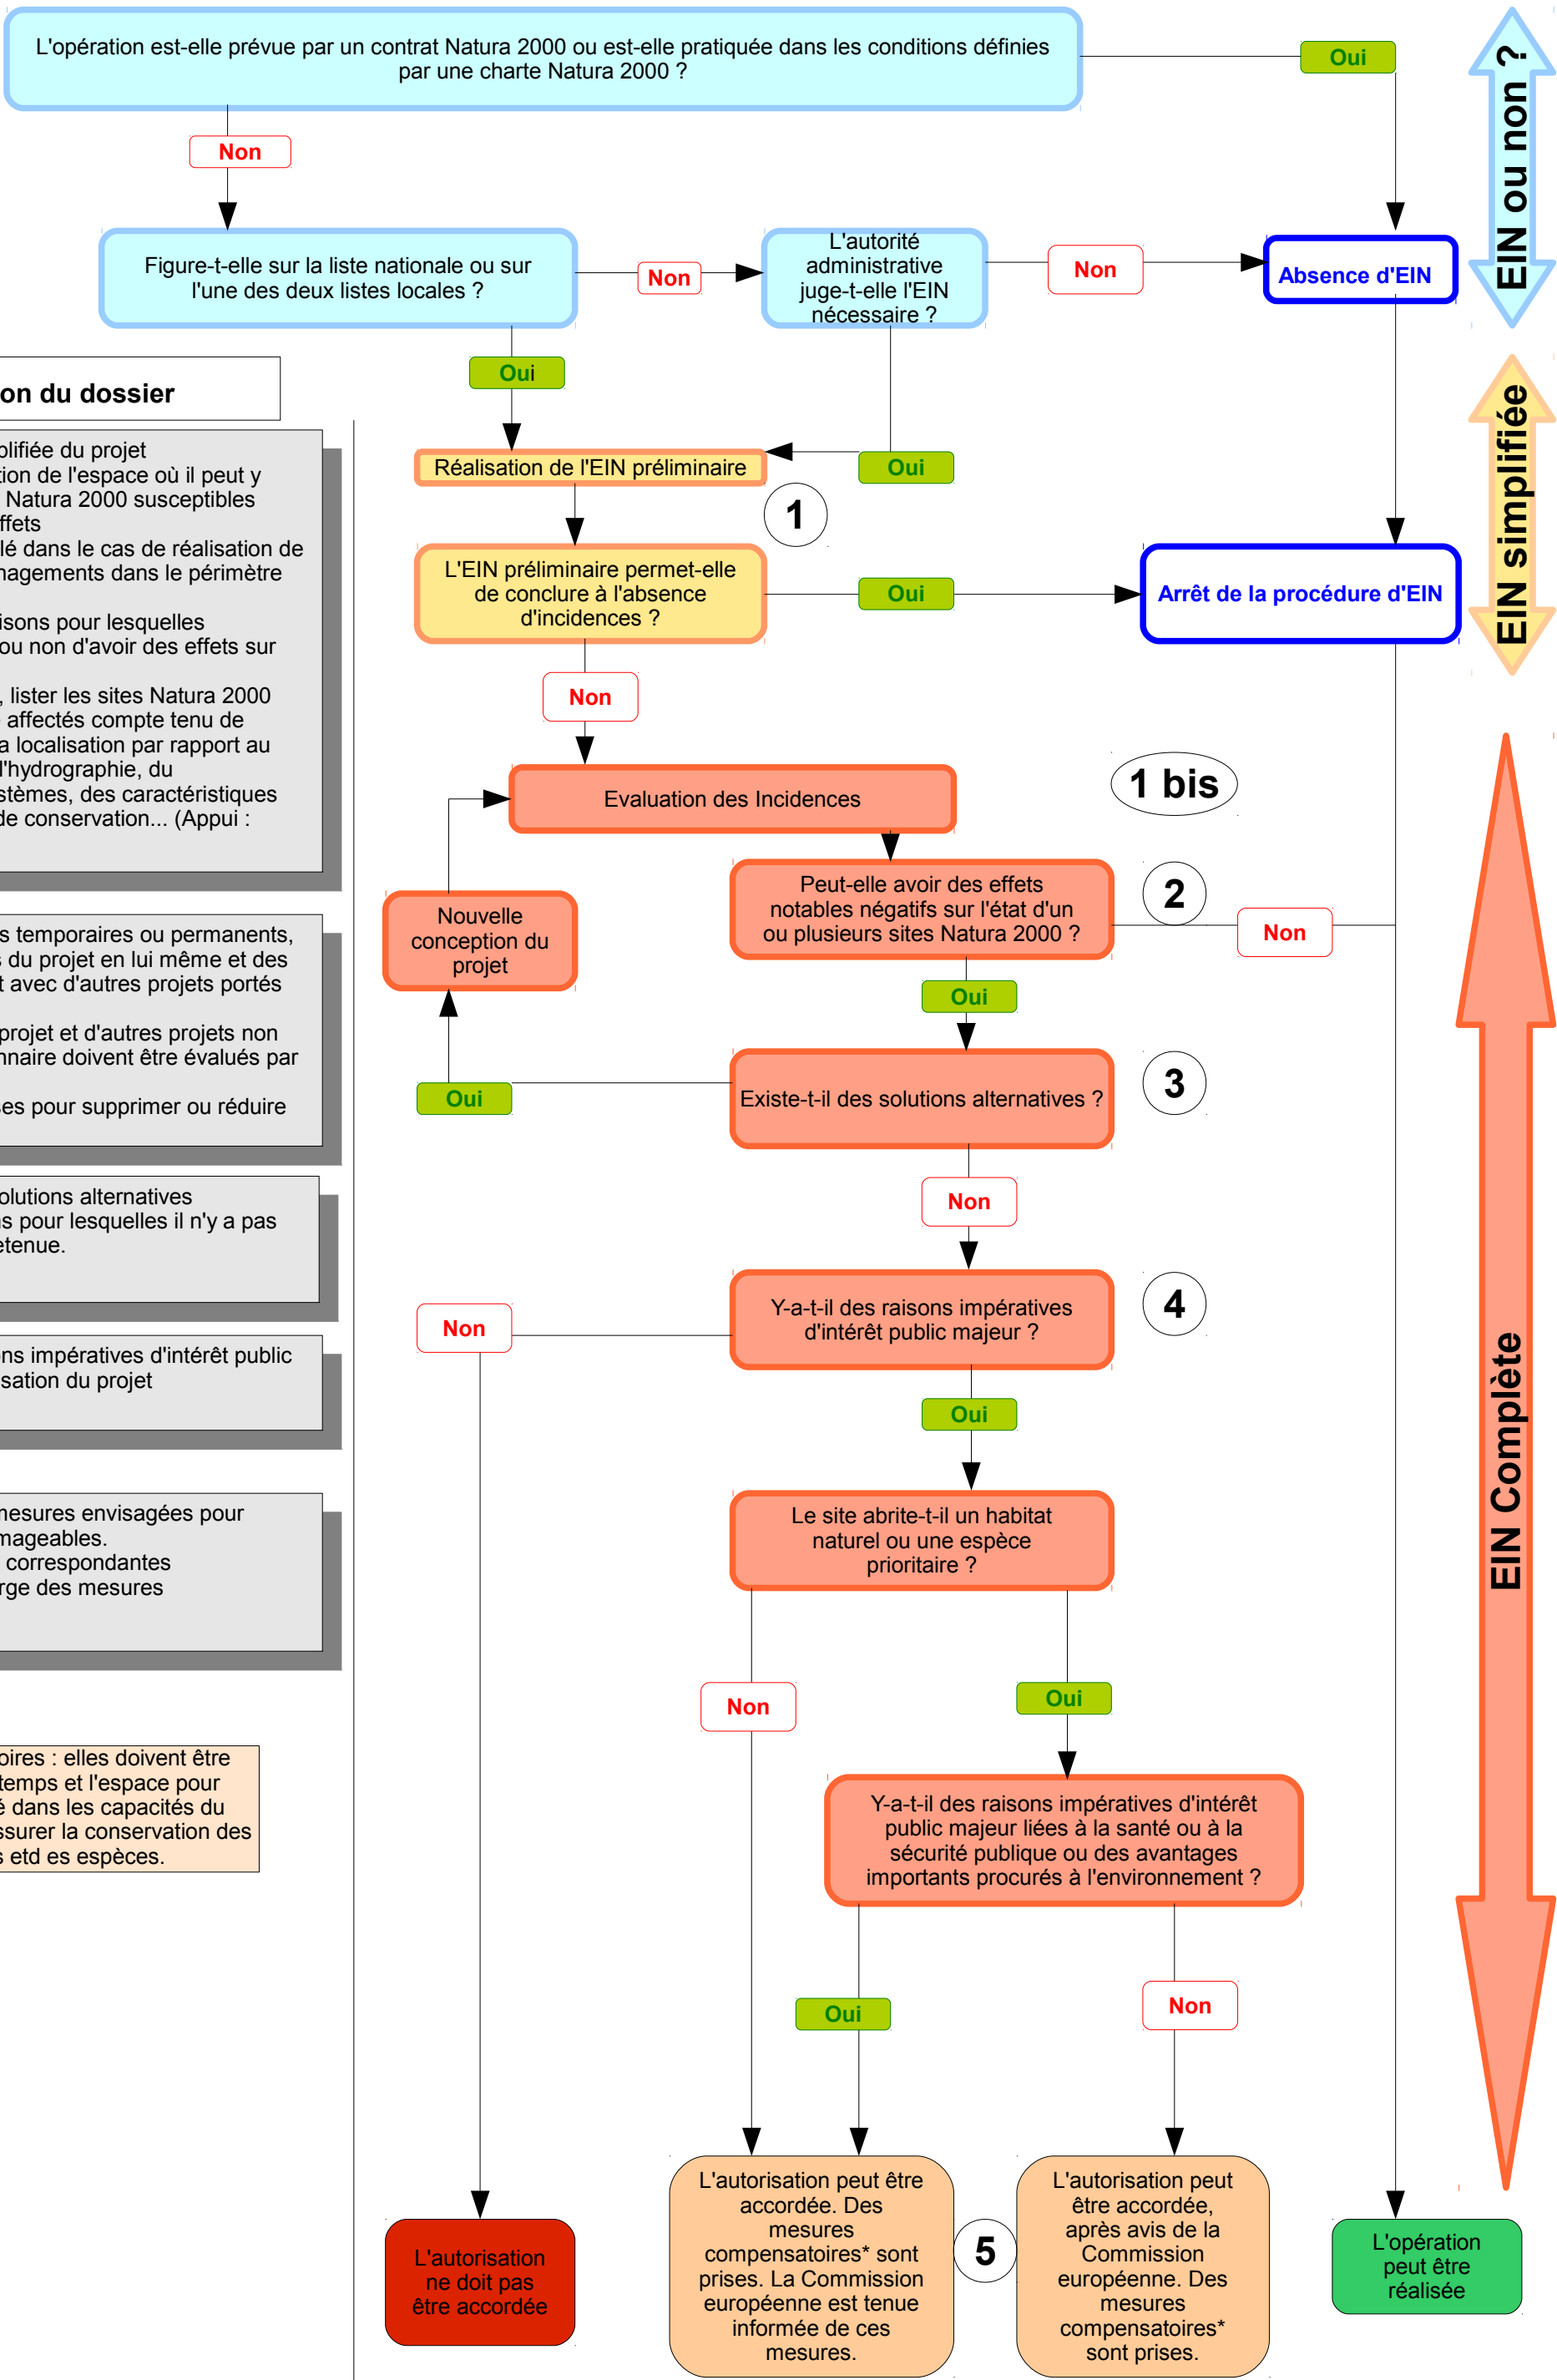 L'opération est-elle prévue par un contrat Natura 2000 ou est-elle pratiquée dans les conditions définies
par une charte Natura 2000 ?
Oui
Non
EIN ou non ?
Figure-t-elle sur la liste nationale ou sur
l'une des deux listes locales ?
Non
L'autorité
administrative
juge-t-elle l'EIN
nécessaire ?
Non
Absence d'EIN
Oui
Oui
Réalisation de l'EIN préliminaire
1
L'EIN préliminaire permet-elle
de conclure à l'absence
d'incidences ?
Oui
Arrêt de la procédure d'EIN
EIN simplifiée
Non
Evaluation des Incidences
1 bis
Peut-elle avoir des effets
notables négatifs sur l'état d'un
ou plusieurs sites Natura 2000 ?
2
Non
Nouvelle
conception du
projet
Oui
Existe-t-il des solutions alternatives ?
3
Oui
Non
Y-a-t-il des raisons impératives
d'intérêt public majeur ?
4
Non
Oui
Le site abrite-t-il un habitat
naturel ou une espèce
prioritaire ?
Non
Oui
Y-a-t-il des raisons impératives d'intérêt
public majeur liées à la santé ou à la
sécurité publique ou des avantages
importants procurés à l'environnement ?
Oui
Non
EIN Complète
L'autorisation
ne doit pas
être accordée
L'autorisation peut être
accordée. Des
mesures
compensatoires* sont
prises. La Commission
européenne est tenue
informée de ces
mesures.
5
L'autorisation peut
être accordée,
après avis de la
Commission
européenne. Des
mesures
compensatoires*
sont prises.
L'opération
peut être
réalisée
on du dossier
plifiée du projet
tion de l'espace où il peut y
Natura 2000 susceptibles
ffets
lé dans le cas de réalisation de
nagements dans le périmètre
isons pour lesquelles
ou non d'avoir des effets sur
, lister les sites Natura 2000
affectés compte tenu de
a localisation par rapport au
l'hydrographie, du
stèmes, des caractéristiques
de conservation... (Appui :
s temporaires ou permanents,
s du projet en lui même et des
t avec d'autres projets portés
projet et d'autres projets non
nnaire doivent être évalués par
ses pour supprimer ou réduire
olutions alternatives
s pour lesquelles il n'y a pas
etenue.
ns impératives d'intérêt public
isation du projet
mesures envisagées pour
mageables.
correspondantes
rge des mesures
oires : elles doivent être
temps et l'espace pour
é dans les capacités du
ssurer la conservation des
s etd es espèces.